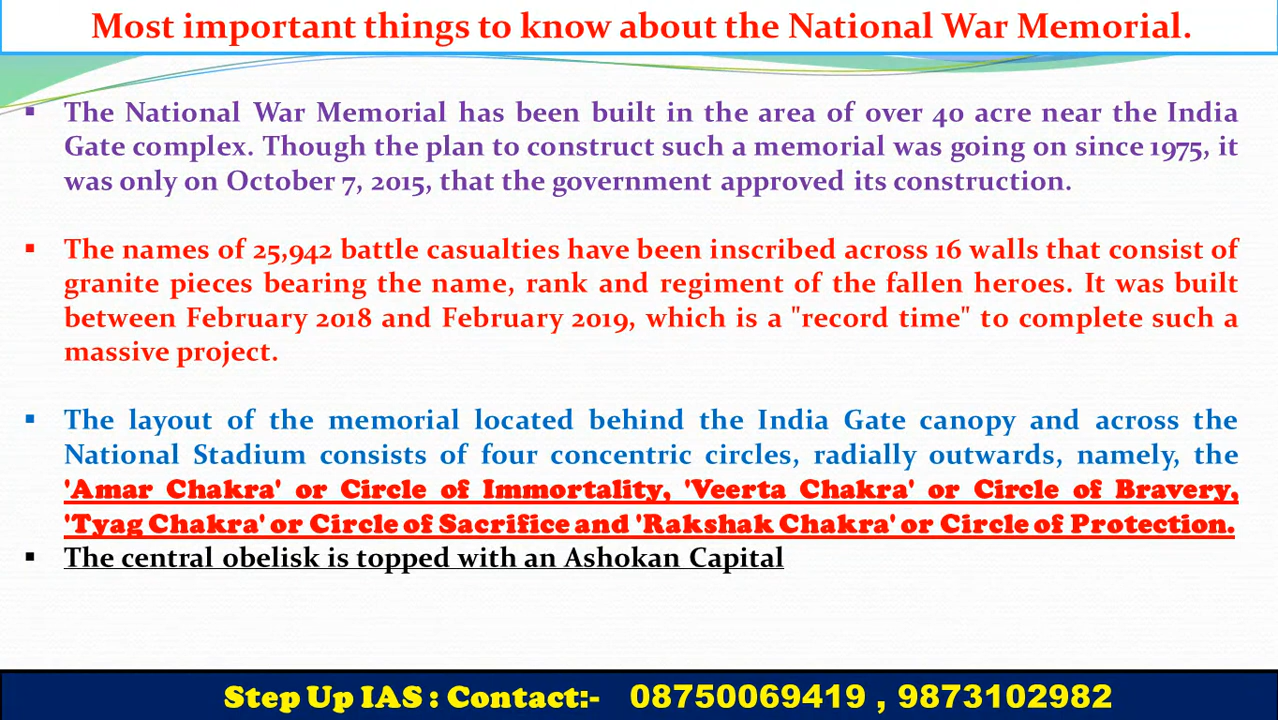 Most important things to know about the National War Memorial.
▪ The National War Memorial has been built in the area of over 40 acre near the India
Gate complex. Though the plan to construct such a memorial was going on since 1975, it
was only on October 7, 2015, that the government approved its construction.
▪ The names of 25,942 battle casualties have been inscribed across 16 walls that consist of
granite pieces bearing the name, rank and regiment of the fallen heroes. It was built
between February 2018 and February 2019, which is a "record time" to complete such a
massive project.
▪ The layout of the memorial located behind the India Gate canopy and across the
National Stadium consists of four concentric circles, radially outwards, namely, the
'Amar Chakra' or Circle of Immortality, 'Veerta Chakra' or Circle of Bravery,
'Tyag Chakra' or Circle of Sacrifice and 'Rakshak Chakra' or Circle of Protection.
▪ The central obelisk is topped with an Ashokan Capital
Step Up IAS : Contact:- 08750069419 , 9873102982